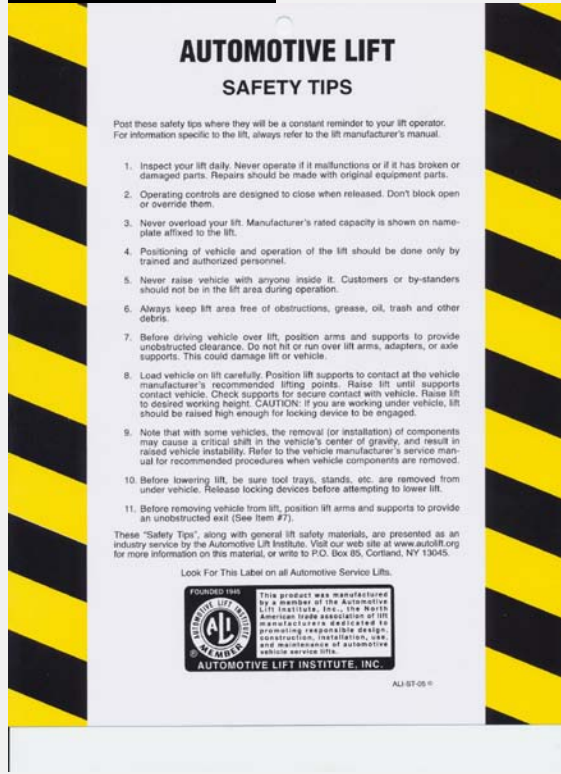 AUTOMOTIVE LIFT
SAFETY TIPS
Post these safety tips where they will be a constant reminder to your lift operator.
For information specific to the lift, always refer to the lift manufacturer's manual.
1. Inspect your lift daily. Never operate if it malfunctions or if it has broken or
damaged parts. Repairs should be made with original equipment parts.
2. Operating controls are designed to close when released. Don't block open
or override them.
3. Never overload your lift. Manufacturer's rated capacity is shown on name-
plate affixed to the lift.
4. Positioning of vehicle and operation of the lift should be done only by
trained and authorized personnel.
5. Never raise vehicle with anyone inside it. Customers or by-standers
should not be in the lift area during operation.
6. Always keep lift area free of obstructions, grease, oil, trash and other
debris.
7. Before driving vehicle over lift, position arms and supports to provide
unobstructed clearance. Do not hit or run over lift arms, adapters, or axle
supports. This could damage lift or vehicle.
8. Load vehicle on lift carefully. Position lift supports to contact at the vehicle
manufacturer's recommended lifting points. Raise lift until supports
contact vehicle. Check supports for secure contact with vehicle. Raise lift
to desired working height. CAUTION: If you are working under vehicle, lift
should be raised high enough for locking device to be engaged.
9. Note that with some vehicles, the removal (or installation) of components
may cause a critical shift in the vehicle's center of gravity, and result in
raised vehicle instability. Refer to the vehicle manufacturer's service man-
ual for recommended procedures when vehicle components are removed.
10. Before lowering lift, be sure tool trays, stands, etc. are removed from
under vehicle. Release locking devices before attempting to lower lift.
11. Before removing vehicle from lift, position lift arms and supports to provide
an unobstructed exit (See Item #7).
These "Safety Tips", along with general lift safety materials, are presented as an
industry service by the Automotive Lift Institute. Visit our web site at www.autolift.org
for more information on this material, or write to P.O. Box 85, Cortland, NY 13045.
Look For This Label on all Automotive Service Lifts.
FOUNDED 1945
AUTOMOTIVE LIFT INSTITUTE
ALI
MEMBER
®
This product was manufactured
by a member of the Automotive
Lift Institute, Inc., the North
American trade association of lift
manufacturers dedicated to
promoting responsible design,
construction, installation, use,
and maintenance of automotive
vehicle service lifts.
AUTOMOTIVE LIFT INSTITUTE, INC.
ALI-ST-05 ©